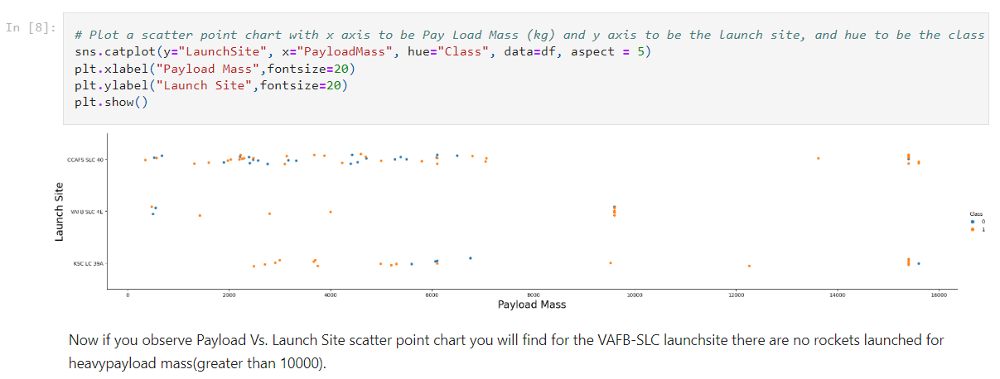 In [8]:
# Plot a scatter point chart with x axis to be Pay Load Mass (kg) and y axis to be the launch site, and hue to be the class
sns.catplot(y="LaunchSite", x="PayloadMass", hue="Class", data=df, aspect = 5)
plt.xlabel("Payload Mass",fontsize=20)
plt.ylabel("Launch Site",fontsize=20)
plt.show()
CCAFS SLC 40
VAFB SLC 4E
KSC LC 39A
Launch Site
Class
0
1
0 2000 4000 6000 8000 10000 12000 14000 16000
Payload Mass
Now if you observe Payload Vs. Launch Site scatter point chart you will find for the VAFB-SLC launchsite there are no rockets launched for
heavypayload mass(greater than 10000).